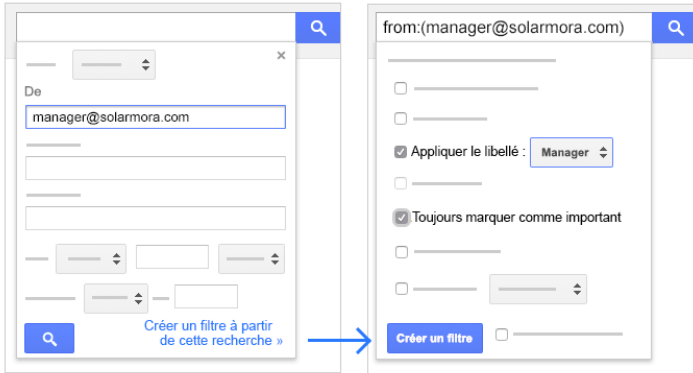 ×
De
manager@solarmora.com
Créer un filtre à partir
de cette recherche »
from:(manager@solarmora.com)
Appliquer le libellé : Manager
Toujours marquer comme important
Créer un filtre